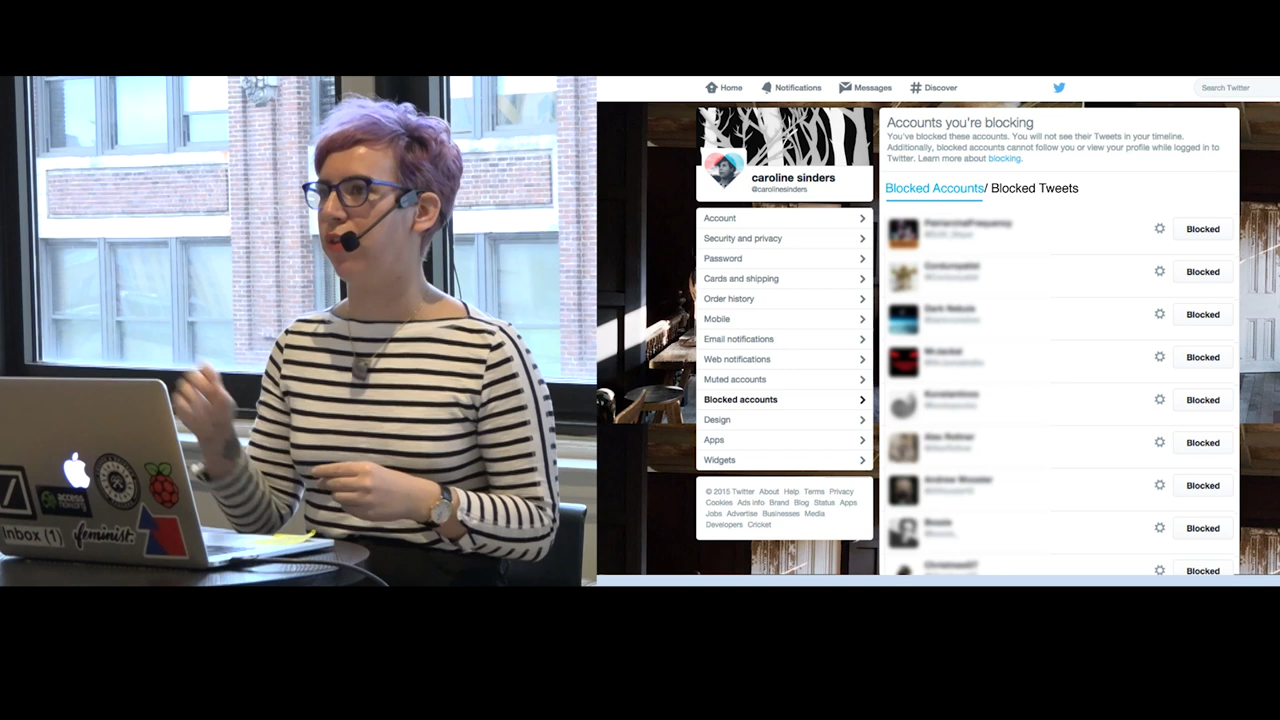 Home
Notifications
Messages
Discover
Search Twitter
caroline sinders
@carolinesinders
Account
Security and privacy
Password
Cards and shipping
Order history
Mobile
Email notifications
Web notifications
Muted accounts
Blocked accounts
Design
Apps
Widgets
© 2015 Twitter About Help Terms Privacy
Cookies Ads info Brand Blog Status Apps
Jobs Advertise Businesses Media
Developers Cricket
Accounts you're blocking
You've blocked these accounts. You will not see their Tweets in your timeline.
Additionally, blocked accounts cannot follow you or view your profile while logged in to
Twitter. Learn more about blocking.
Blocked Accounts/ Blocked Tweets
Blocked
Blocked
Blocked
Blocked
Blocked
Blocked
Blocked
Blocked
Blocked
access
now.org
Inbox (1)
feminist.